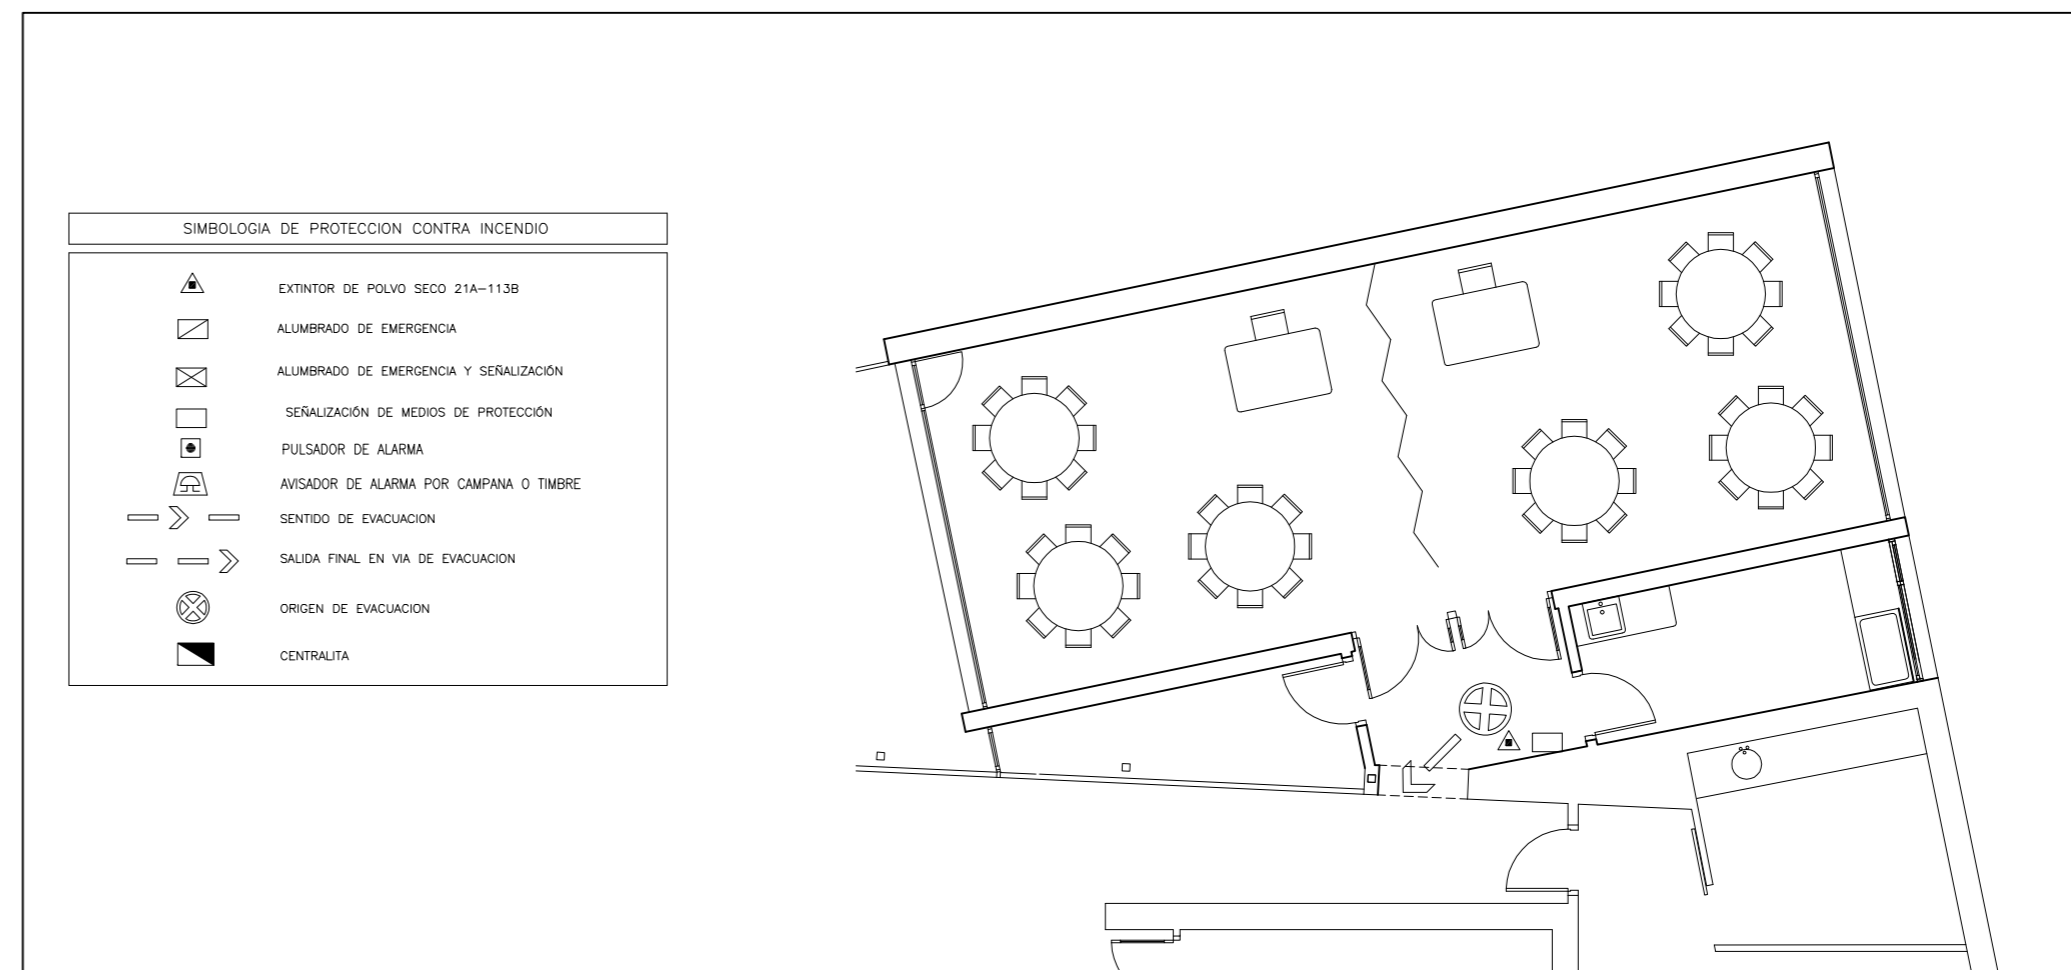 SIMBOLOGIA DE PROTECCION CONTRA INCENDIO
EXTINTOR DE POLVO SECO 21A-113B
ALUMBRADO DE EMERGENCIA
ALUMBRADO DE EMERGENCIA Y SEÑALIZACIÓN
SEÑALIZACIÓN DE MEDIOS DE PROTECCIÓN
PULSADOR DE ALARMA
AVISADOR DE ALARMA POR CAMPANA O TIMBRE
SENTIDO DE EVACUACION
SALIDA FINAL EN VIA DE EVACUACION
ORIGEN DE EVACUACION
CENTRALITA